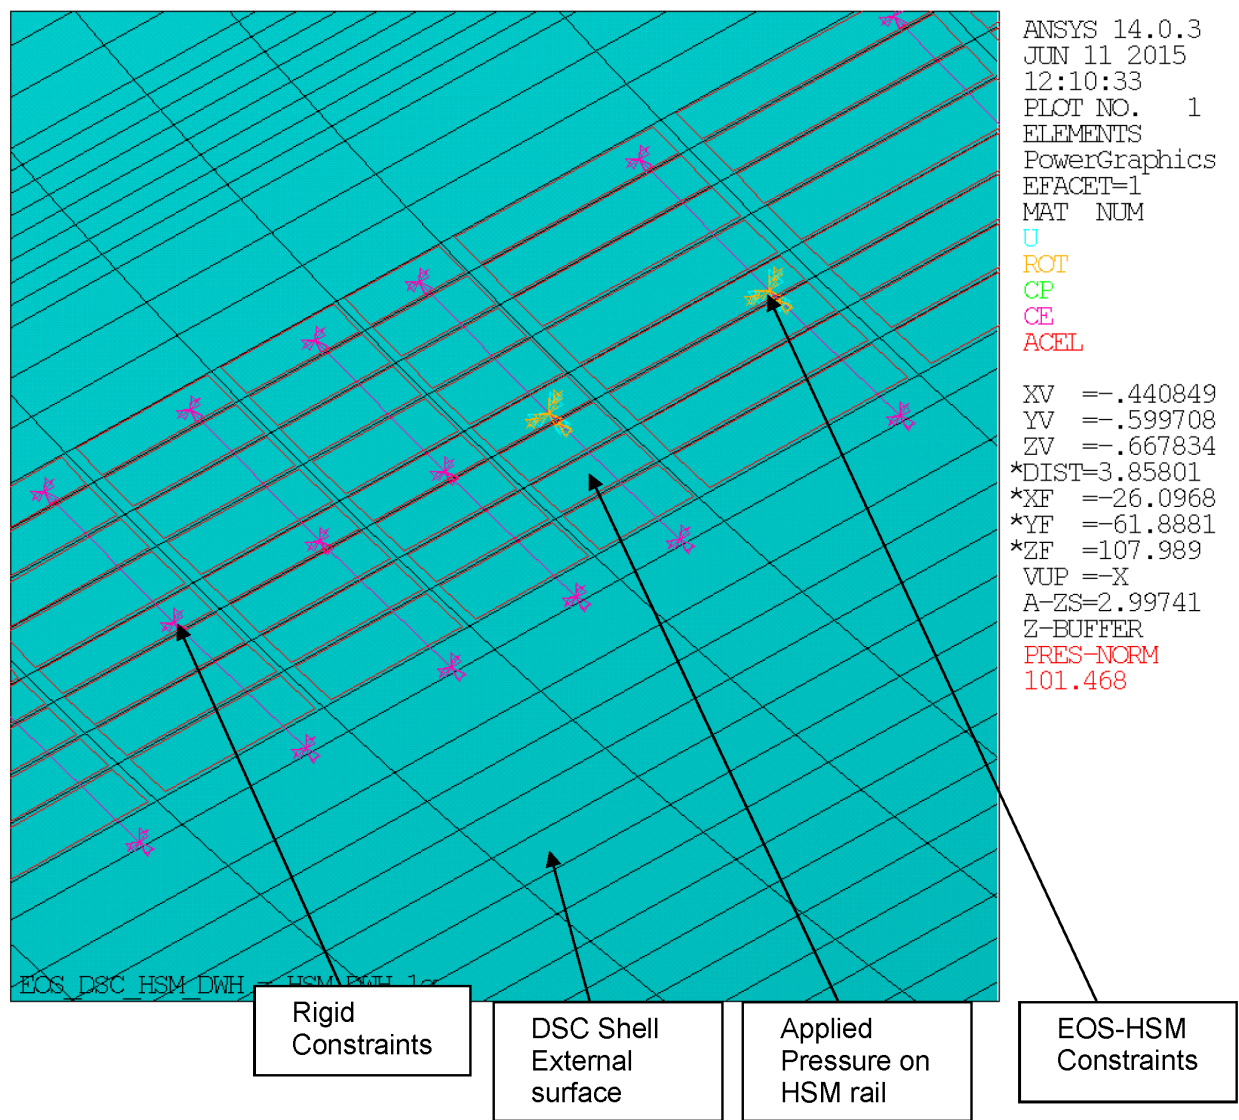 ANSYS 14.0.3
JUN 11 2015
12:10:33
PLOT NO. 1
ELEMENTS
PowerGraphics
EFACET=1
MAT NUM
U
ROT
CP
CE
ACEL
XV =-.440849
YV =-.599708
ZV =-.667834
*DIST=3.85801
*XF =-26.0968
*YF =-61.8881
*ZF =107.989
VUP =-X
A-ZS=2.99741
Z-BUFFER
PRES-NORM
101.468
EOS_DSC_HSM_DWH
Rigid
Constraints
DSC Shell
External
surface
Applied
Pressure on
HSM rail
EOS-HSM
Constraints